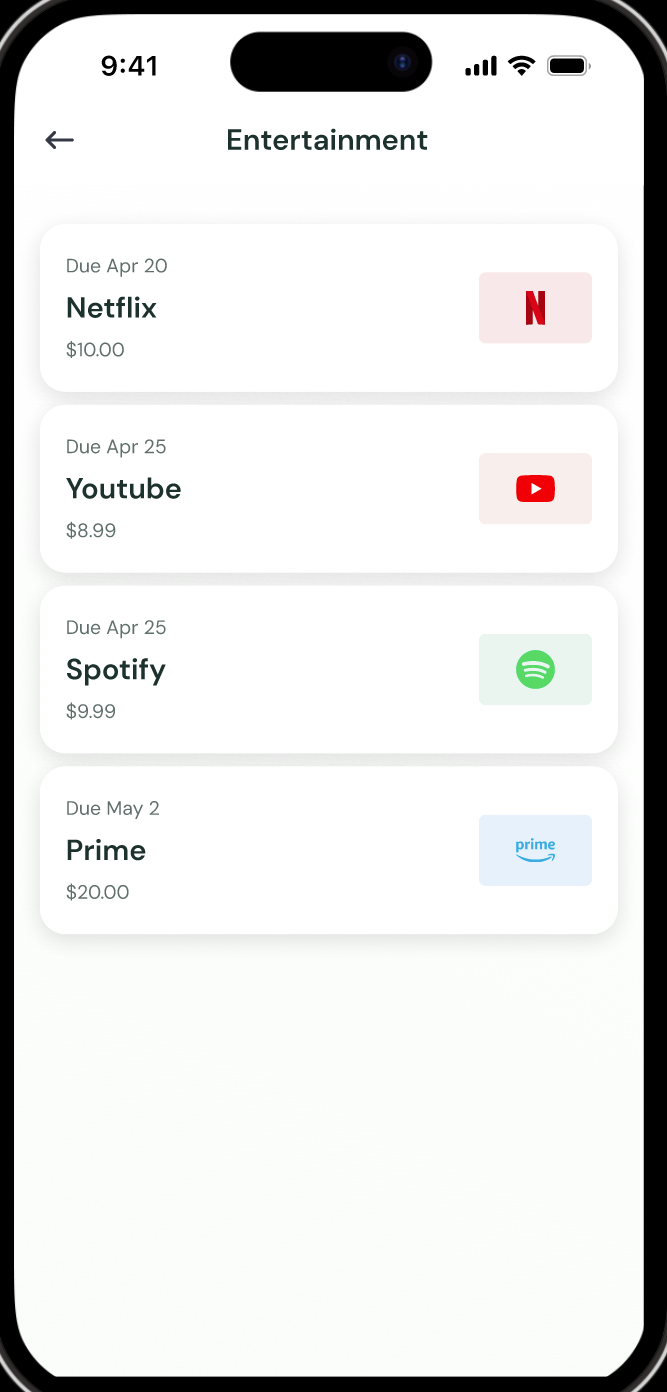 9:41
Entertainment
Due Apr 20
Netflix
$10.00
N
Due Apr 25
Youtube
$8.99
Due Apr 25
Spotify
$9.99
Due May 2
Prime
$20.00
prime